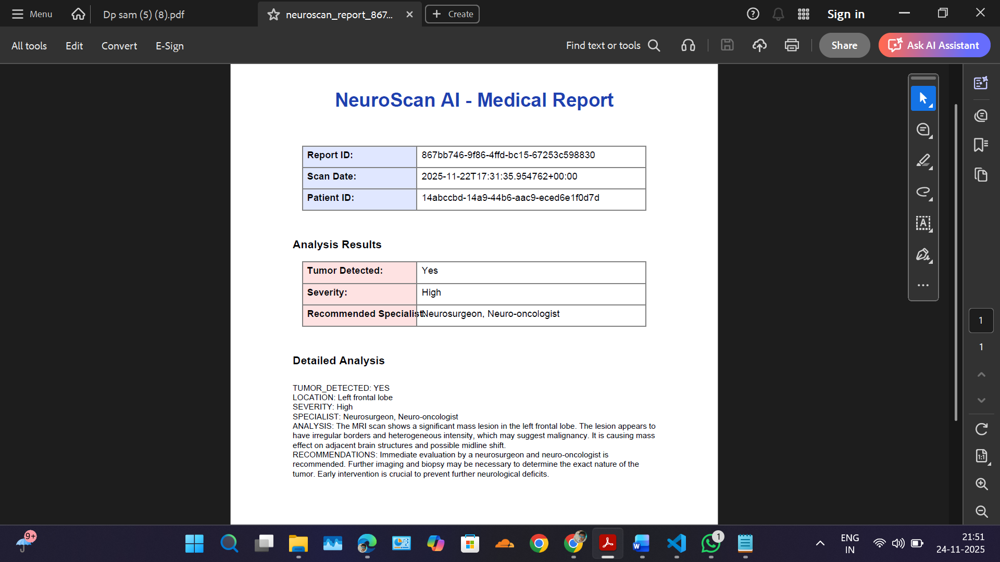 Menu
Dp sam (5) (8).pdf
neuroscan_report_867...
Create
Sign in
All tools
Edit
Convert
E-Sign
Find text or tools
Share
Ask AI Assistant
NeuroScan AI - Medical Report
Report ID: 867bb746-9f86-4ffd-bc15-67253c598830
Scan Date: 2025-11-22T17:31:35.954762+00:00
Patient ID: 14abccbd-14a9-44b6-aac9-eced6e1f0d7d
Analysis Results
Tumor Detected: Yes
Severity: High
Recommended Specialist: Neurosurgeon, Neuro-oncologist
Detailed Analysis
TUMOR_DETECTED: YES
LOCATION: Left frontal lobe
SEVERITY: High
SPECIALIST: Neurosurgeon, Neuro-oncologist
ANALYSIS: The MRI scan shows a significant mass lesion in the left frontal lobe. The lesion appears to
have irregular borders and heterogeneous intensity, which may suggest malignancy. It is causing mass
effect on adjacent brain structures and possible midline shift.
RECOMMENDATIONS: Immediate evaluation by a neurosurgeon and neuro-oncologist is
recommended. Further imaging and biopsy may be necessary to determine the exact nature of the
tumor. Early intervention is crucial to prevent further neurological deficits.
1
1
9+
1
ENG
IN
21:51
24-11-2025